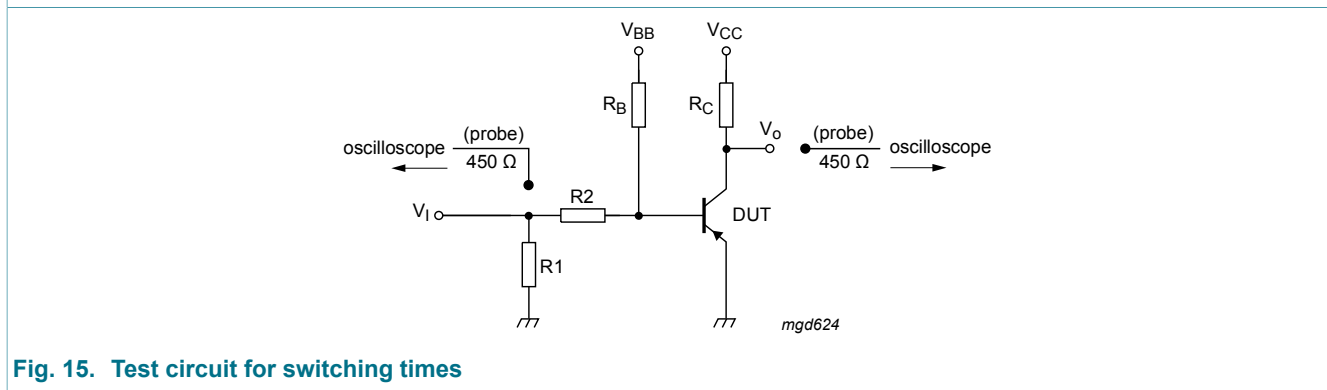 VBB
VCC
RB
RC
Vo
(probe)
450 Ω
oscilloscope
(probe)
450 Ω
oscilloscope
R2
VI
DUT
R1
mgd624
Fig. 15. Test circuit for switching times